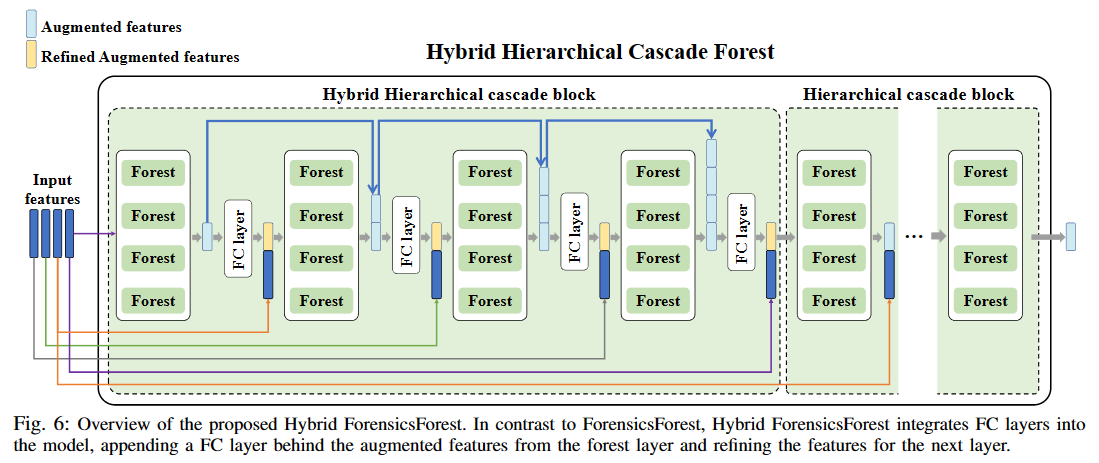 Augmented features
Refined Augmented features
Hybrid Hierarchical Cascade Forest
Hybrid Hierarchical cascade block
Hierarchical cascade block
Input
features
Forest
Forest
Forest
Forest
FC layer
Forest
Forest
Forest
Forest
FC layer
Forest
Forest
Forest
Forest
FC layer
Forest
Forest
Forest
Forest
FC layer
Forest
Forest
Forest
Forest
...
Forest
Forest
Forest
Forest
Fig. 6: Overview of the proposed Hybrid ForensicsForest. In contrast to ForensicsForest, Hybrid ForensicsForest integrates FC layers into
the model, appending a FC layer behind the augmented features from the forest layer and refining the features for the next layer.